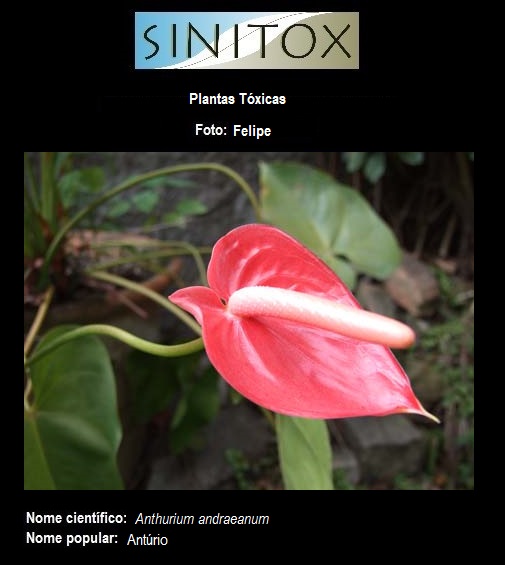 SINITOX
Plantas Tóxicas
Foto: Felipe
Nome científico: Anthurium andraeanum
Nome popular: Antúrio